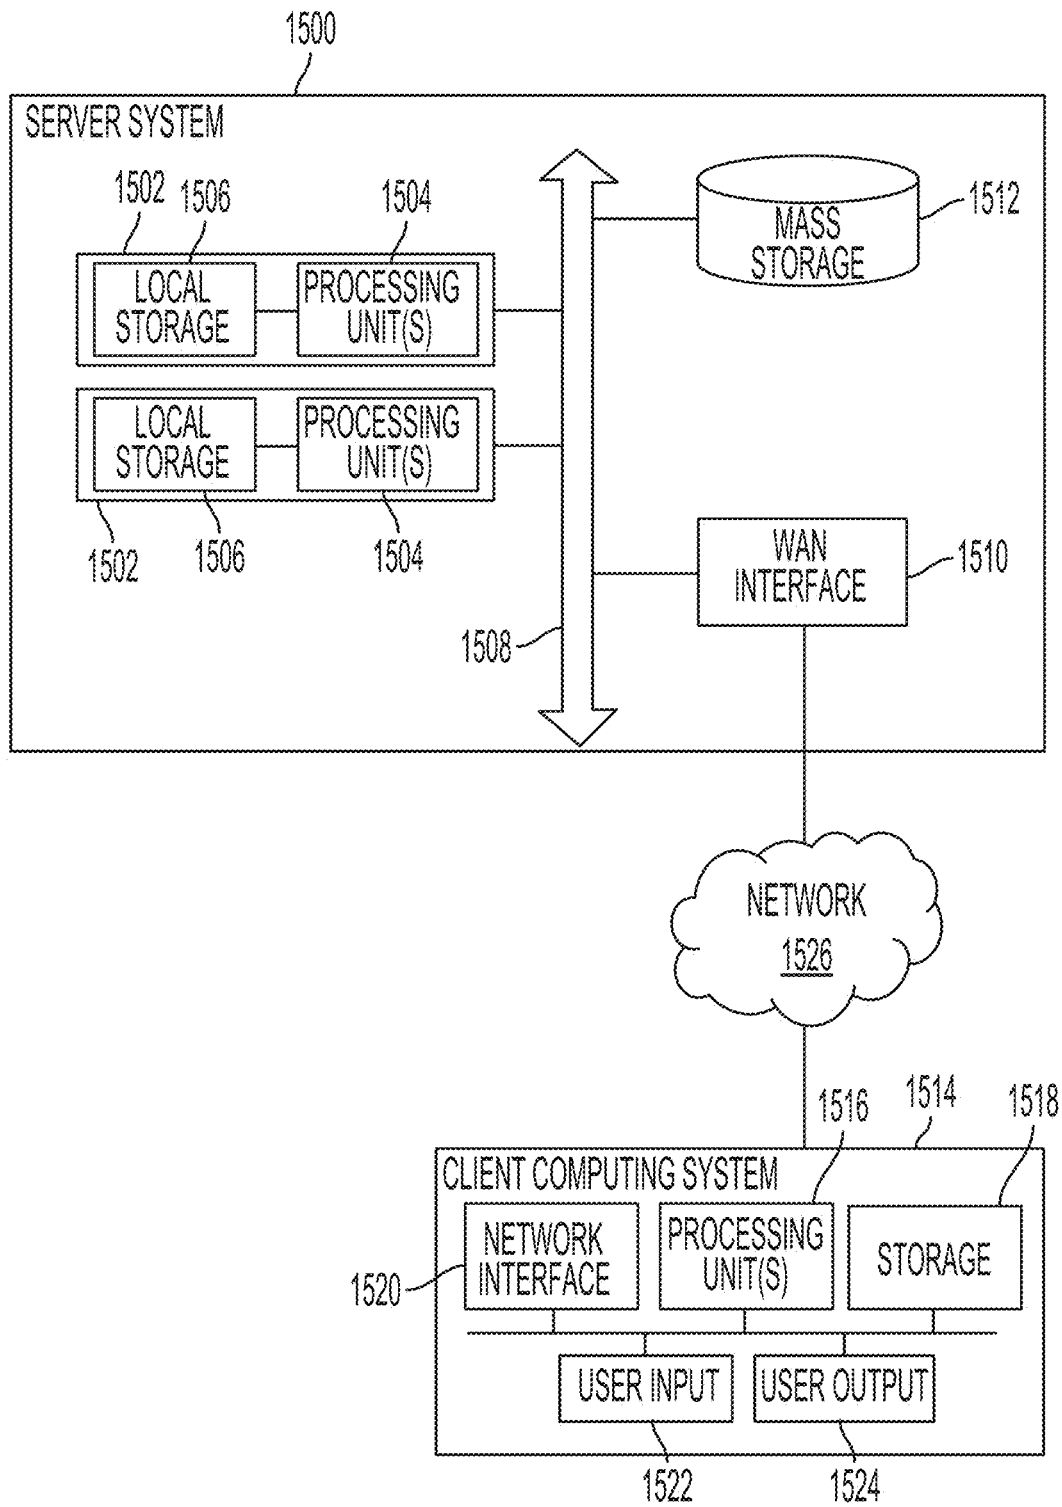 1500
SERVER SYSTEM
1502
1506
1504
1512
MASS
STORAGE
LOCAL
STORAGE
PROCESSING
UNIT(S)
LOCAL
STORAGE
PROCESSING
UNIT(S)
1502
1506
1504
WAN
INTERFACE
1510
1508
NETWORK
1526
1516
1514
1518
CLIENT COMPUTING SYSTEM
NETWORK
INTERFACE
PROCESSING
UNIT(S)
STORAGE
1520
USER INPUT
USER OUTPUT
1522
1524